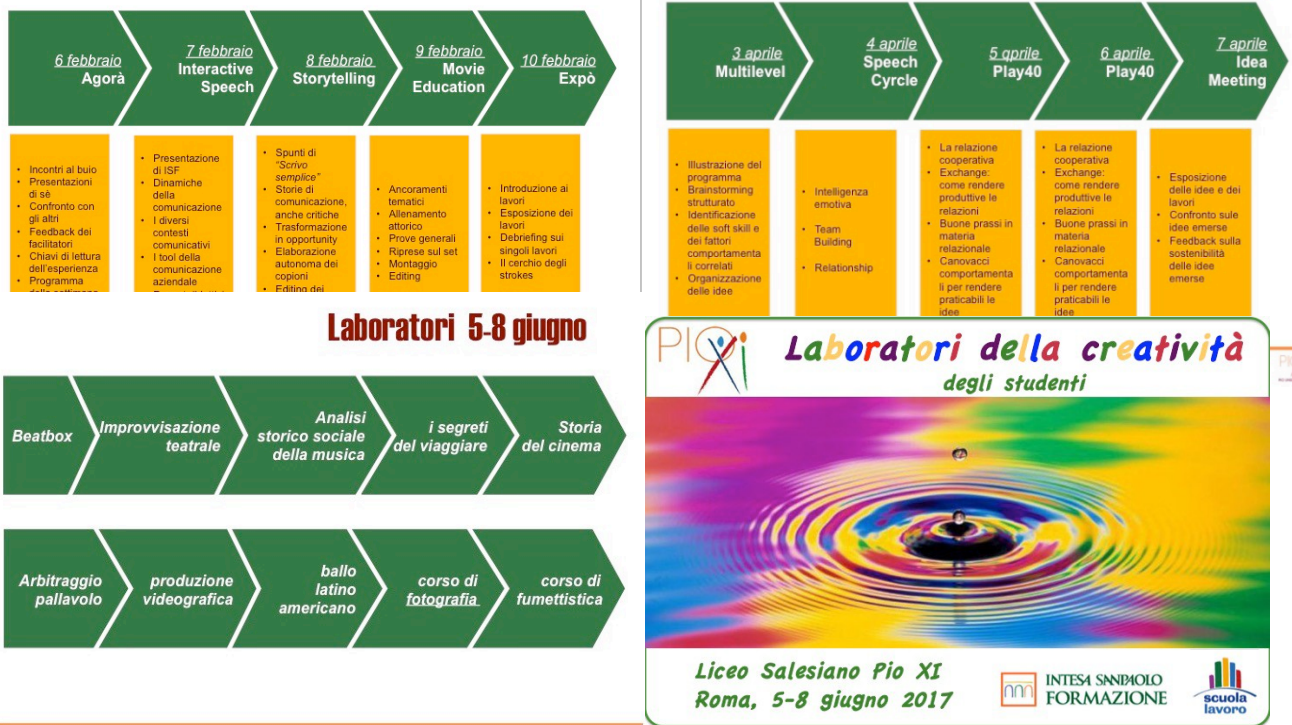 6 febbraio
Agorà
7 febbraio
Interactive
Speech
8 febbraio
Storytelling
9 febbraio
Movie
Education
10 febbraio
Expò
• Incontri al buio
• Presentazioni
di sè
• Confronto con
gli altri
• Feedback dei
facilitatori
• Chiavi di lettura
dell'esperienza
• Programma
della settimana
• Presentazione
di ISF
• Dinamiche
della
comunicazione
• I diversi
contesti
comunicativi
• I tool della
comunicazione
aziendale
• Spunti di
"Scrivo
semplice"
• Storie di
comunicazione,
anche critiche
• Trasformazione
in opportunity
• Elaborazione
autonoma dei
copioni
• Editing dei
• Ancoramenti
tematici
• Allenamento
attorico
• Prove generali
• Riprese sul set
• Montaggio
• Editing
• Introduzione ai
lavori
• Esposizione dei
lavori
• Debriefing sui
singoli lavori
• Il cerchio degli
strokes
3 aprile
Multilevel
4 aprile
Speech
Cyrcle
5 qprile
Play40
6 aprile
Play40
7 aprile
Idea
Meeting
• Illustrazione del
programma
• Brainstorming
strutturato
• Identificazione
delle soft skill e
dei fattori
comportamenta
li correlati
• Organizzazione
delle idee
• Intelligenza
emotiva
• Team
Building
• Relationship
• La relazione
cooperativa
• Exchange:
come rendere
produttive le
relazioni
• Buone prassi in
materia
relazionale
• Canovacci
comportamenta
li per rendere
praticabili le
idee
• La relazione
cooperativa
• Exchange:
come rendere
produttive le
relazioni
• Buone prassi in
materia
relazionale
• Canovacci
comportamenta
li per rendere
praticabili le
idee
• Esposizione
delle idee e dei
lavori
• Confronto sule
idee emerse
• Feedback sulla
sostenibilità
delle idee
emerse
Laboratori 5-8 giugno
Beatbox
Improvvisazione
teatrale
Analisi
storico sociale
della musica
i segreti
del viaggiare
Storia
del cinema
Arbitraggio
pallavolo
produzione
videografica
ballo
latino
americano
corso di
fotografia
corso di
fumettistica
PIO XI
Laboratori della creatività
degli studenti
Liceo Salesiano Pio XI
Roma, 5-8 giugno 2017
INTESA SANPAOLO
FORMAZIONE
scuola
lavoro